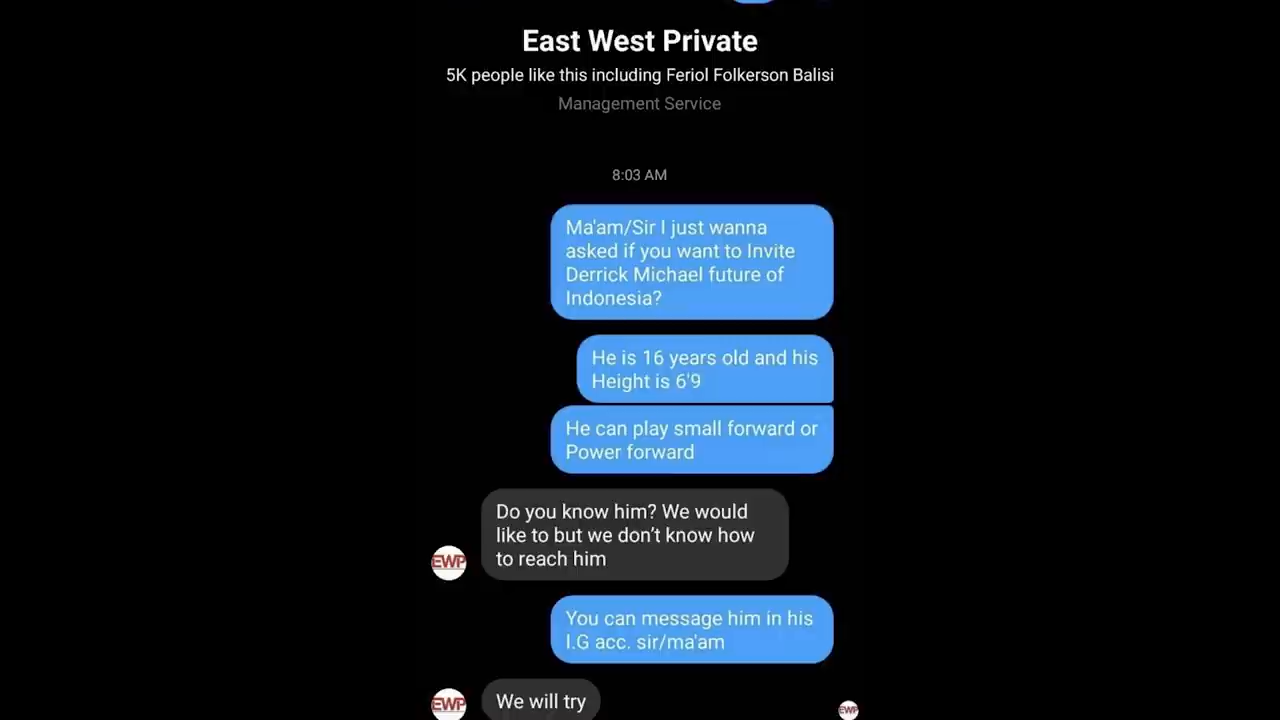 East West Private
5K people like this including Feriol Folkerson Balisi
Management Service
8:03 AM
Ma'am/Sir I just wanna
asked if you want to Invite
Derrick Michael future of
Indonesia?
He is 16 years old and his
Height is 6'9
He can play small forward or
Power forward
Do you know him? We would
like to but we don't know how
to reach him
EWP
You can message him in his
I.G acc. sir/ma'am
We will try
EWP
EWP